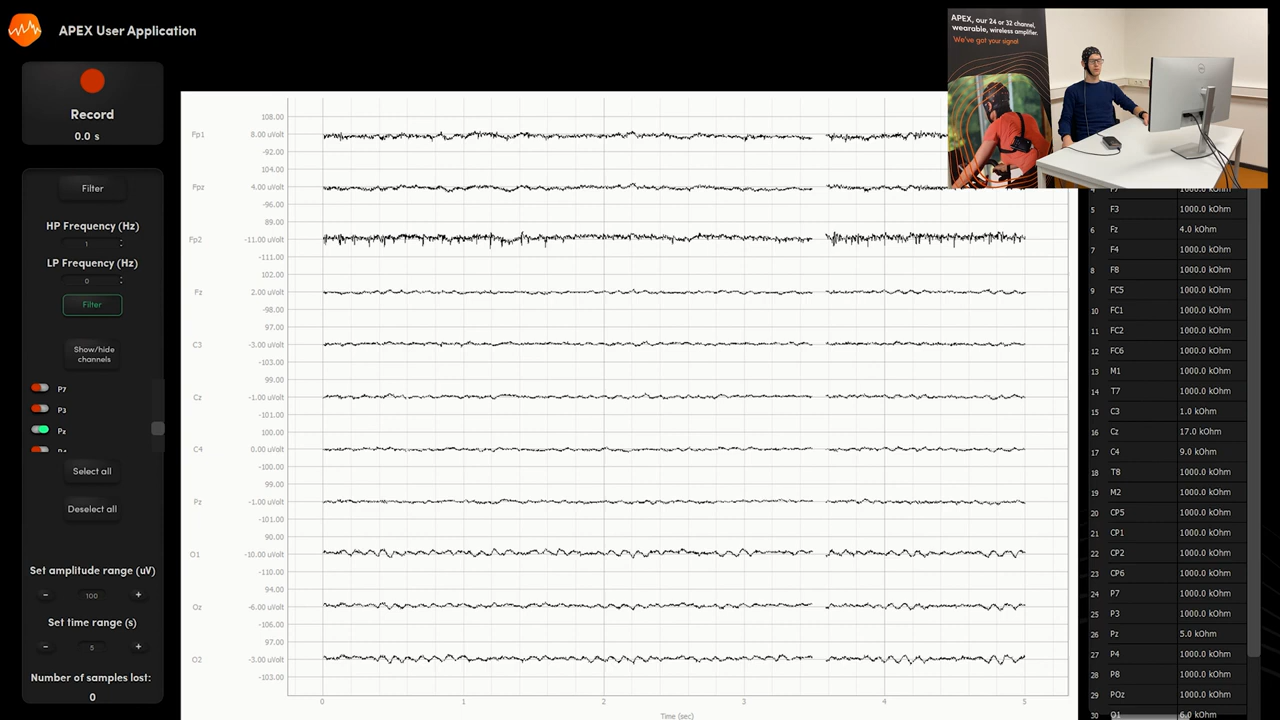 APEX User Application
Record
0.0 s
Filter
HP Frequency (Hz)
1
LP Frequency (Hz)
0
Filter
Show/hide
channels
P7
P3
Pz
P4
Select all
Deselect all
Set amplitude range (uV)
- 100 +
Set time range (s)
- 5 +
Number of samples lost:
0
108.00
Fp1 8.00 uVolt
-92.00
104.00
Fpz 4.00 uVolt
-96.00
89.00
Fp2 -11.00 uVolt
-111.00
102.00
Fz 2.00 uVolt
-98.00
97.00
C3 -3.00 uVolt
-103.00
99.00
Cz -1.00 uVolt
-101.00
100.00
C4 0.00 uVolt
-100.00
99.00
Pz -1.00 uVolt
-101.00
90.00
O1 -10.00 uVolt
-110.00
94.00
Oz -6.00 uVolt
-106.00
97.00
O2 -3.00 uVolt
-103.00
0 1 2 3 4 5
Time (sec)
APEX, our 24 or 32 channel,
wearable, wireless amplifier.
We've got your signal
4 F7 1000.0 kOhm
5 F3 1000.0 kOhm
6 Fz 4.0 kOhm
7 F4 1000.0 kOhm
8 F8 1000.0 kOhm
9 FC5 1000.0 kOhm
10 FC1 1000.0 kOhm
11 FC2 1000.0 kOhm
12 FC6 1000.0 kOhm
13 M1 1000.0 kOhm
14 T7 1000.0 kOhm
15 C3 1.0 kOhm
16 Cz 17.0 kOhm
17 C4 9.0 kOhm
18 T8 1000.0 kOhm
19 M2 1000.0 kOhm
20 CP5 1000.0 kOhm
21 CP1 1000.0 kOhm
22 CP2 1000.0 kOhm
23 CP6 1000.0 kOhm
24 P7 1000.0 kOhm
25 P3 1000.0 kOhm
26 Pz 5.0 kOhm
27 P4 1000.0 kOhm
28 P8 1000.0 kOhm
29 POz 1000.0 kOhm
30 O1 6.0 kOhm